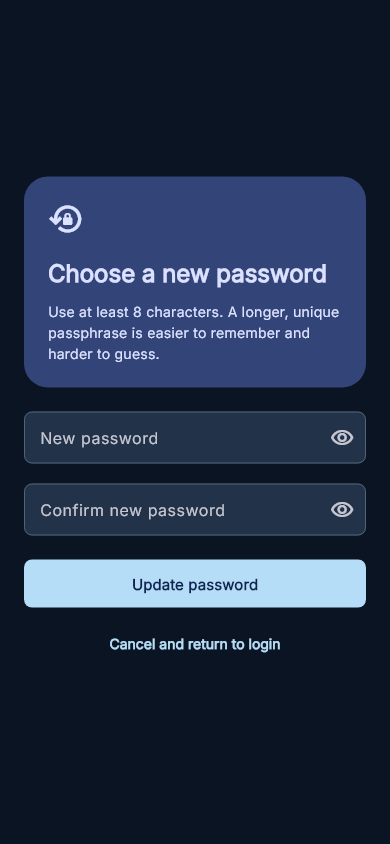 Choose a new password
Use at least 8 characters. A longer, unique
passphrase is easier to remember and
harder to guess.
New password
Confirm new password
Update password
Cancel and return to login